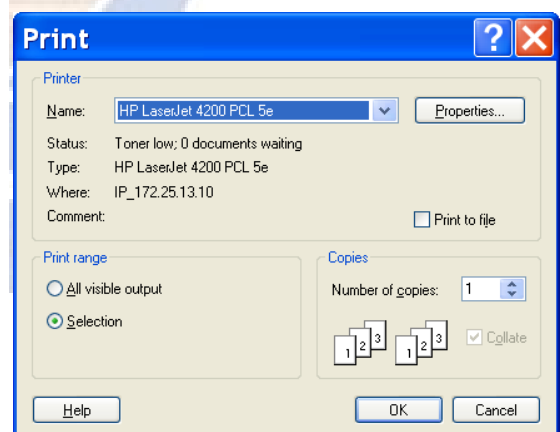 Print
Printer
Name: HP LaserJet 4200 PCL 5e Properties...
Status: Toner low; 0 documents waiting
Type: HP LaserJet 4200 PCL 5e
Where: IP_172.25.13.10
Comment: Print to file
Print range
All visible output
Selection
Copies
Number of copies: 1
1 2 3 1 2 3 Collate
Help OK Cancel